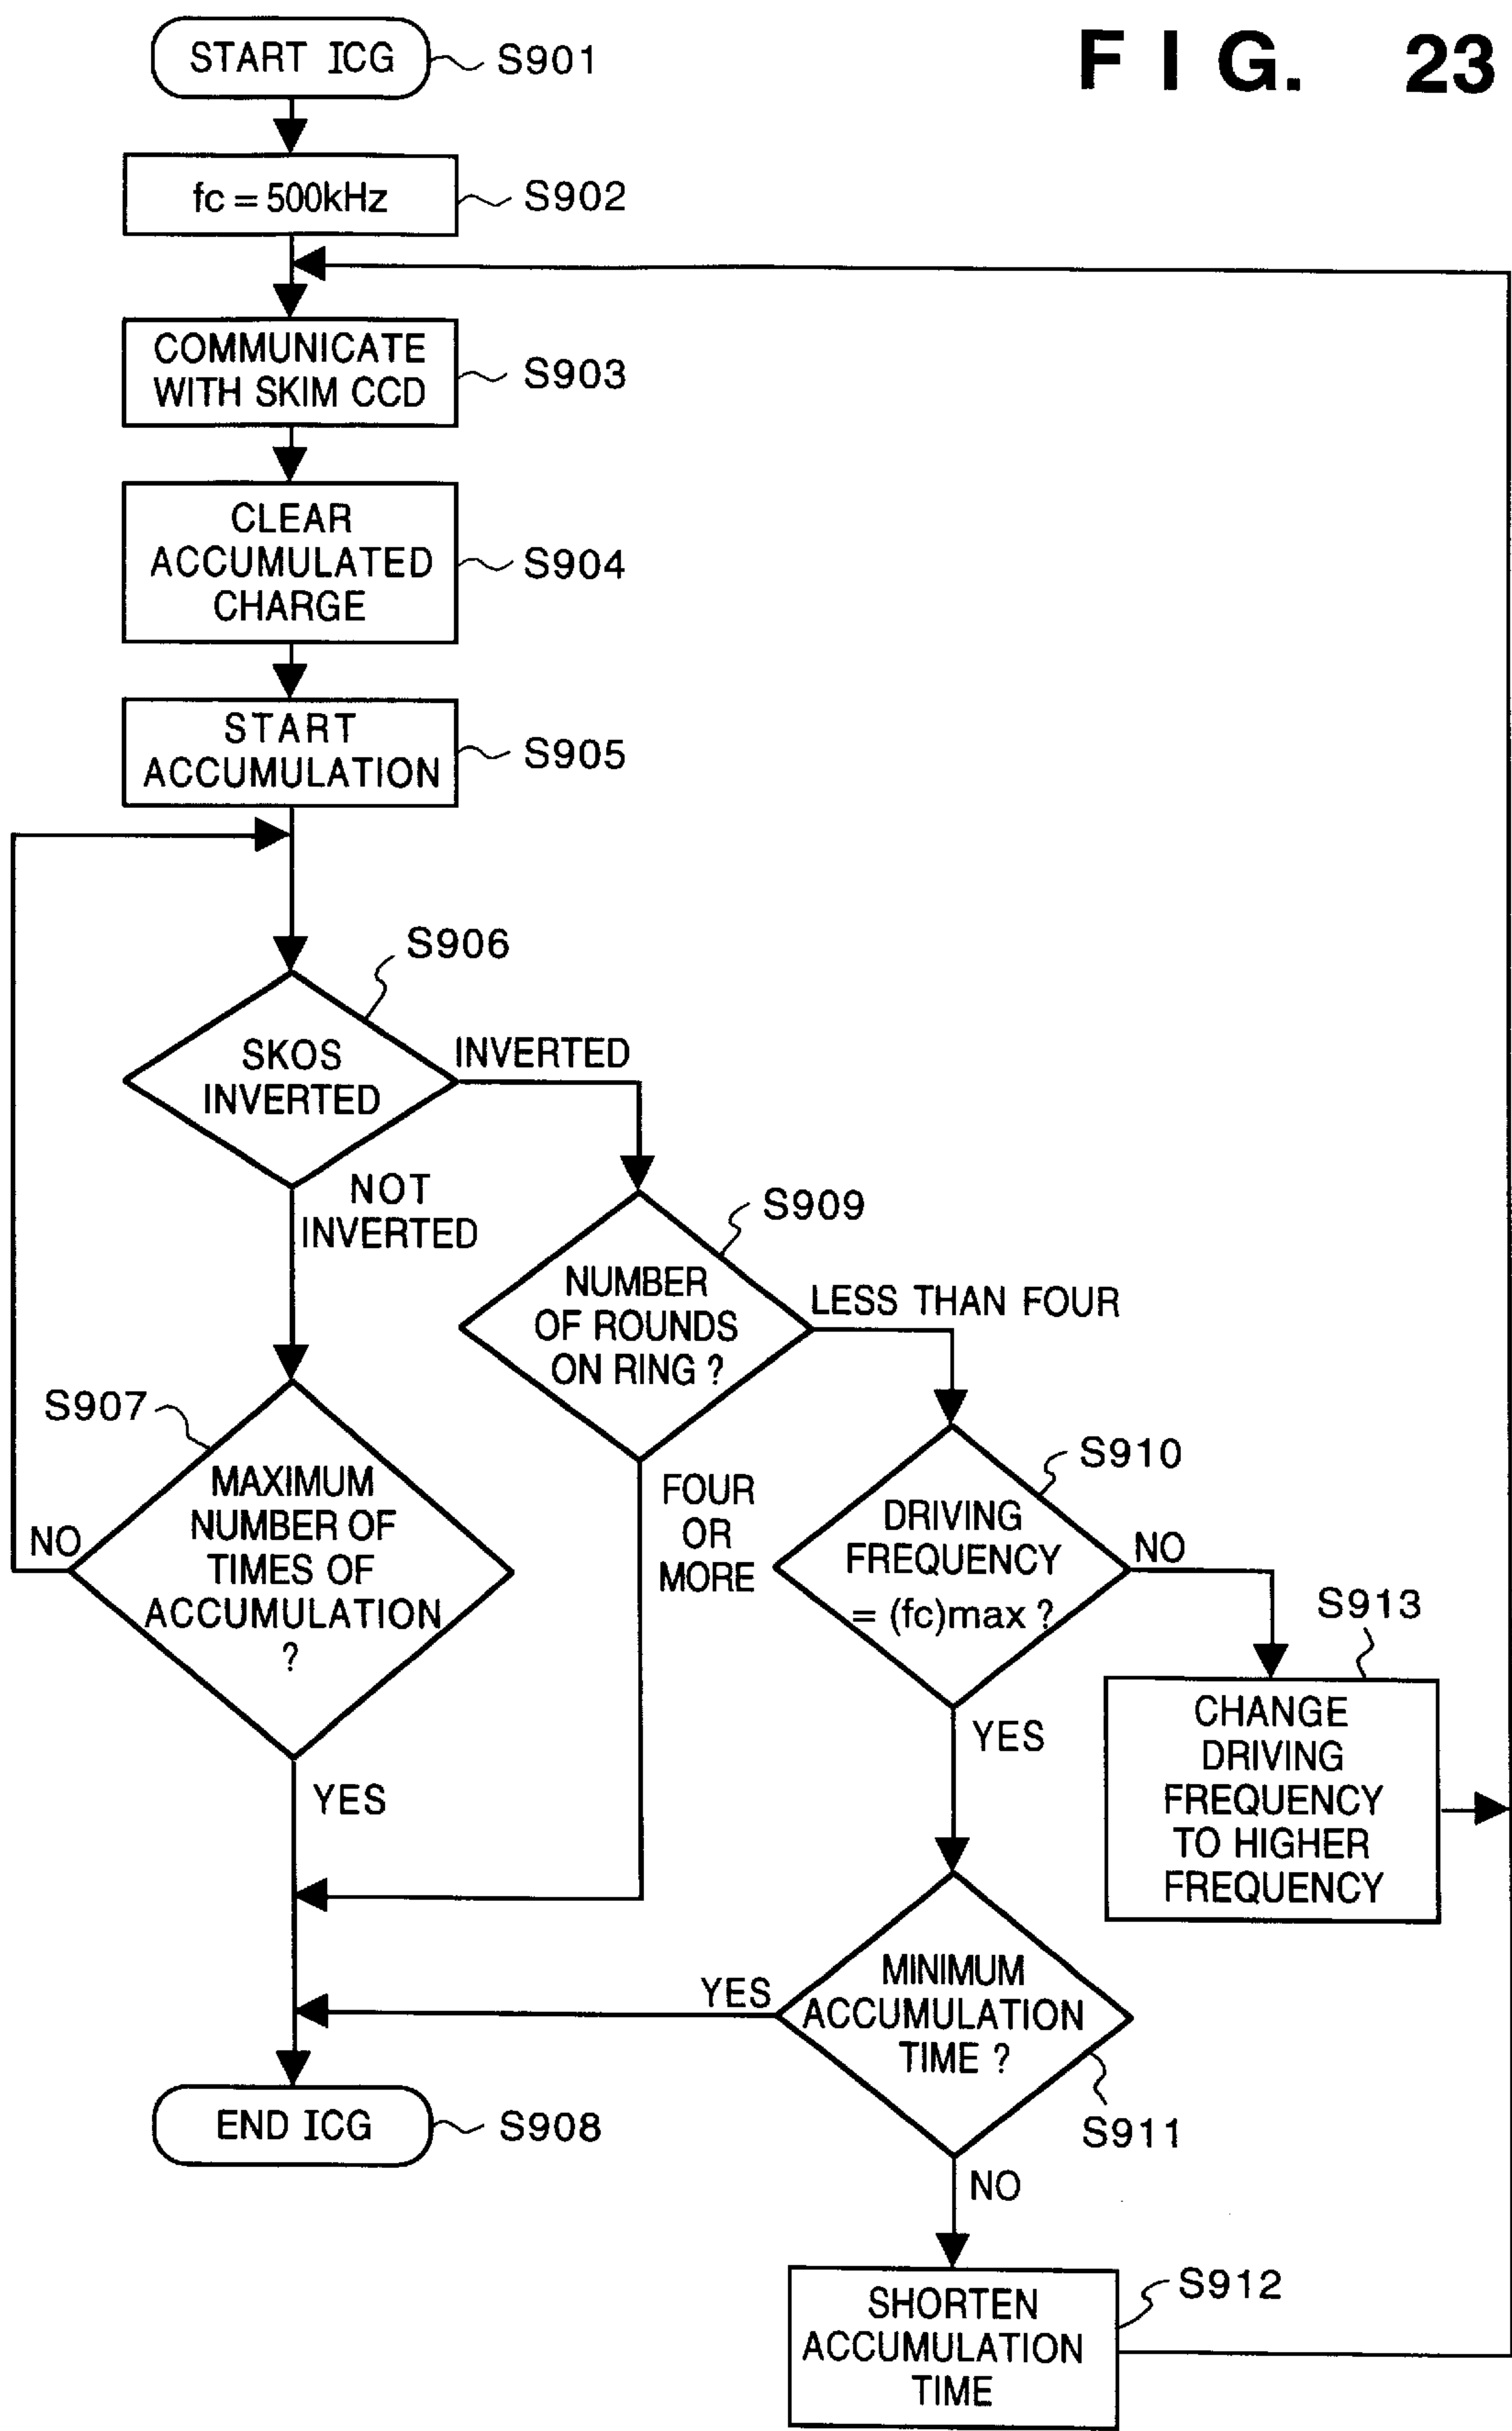 FIG. 23
START ICG
S901
fc = 500kHz
S902
COMMUNICATE
WITH SKIM CCD
S903
CLEAR
ACCUMULATED
CHARGE
S904
START
ACCUMULATION
S905
S906
SKOS
INVERTED
INVERTED
NOT
INVERTED
S909
NUMBER
OF ROUNDS
ON RING ?
LESS THAN FOUR
FOUR
OR
MORE
S907
MAXIMUM
NUMBER OF
TIMES OF
ACCUMULATION
?
NO
YES
S910
DRIVING
FREQUENCY
= (fc)max ?
NO
YES
S913
CHANGE
DRIVING
FREQUENCY
TO HIGHER
FREQUENCY
MINIMUM
ACCUMULATION
TIME ?
YES
S911
NO
END ICG
S908
S912
SHORTEN
ACCUMULATION
TIME